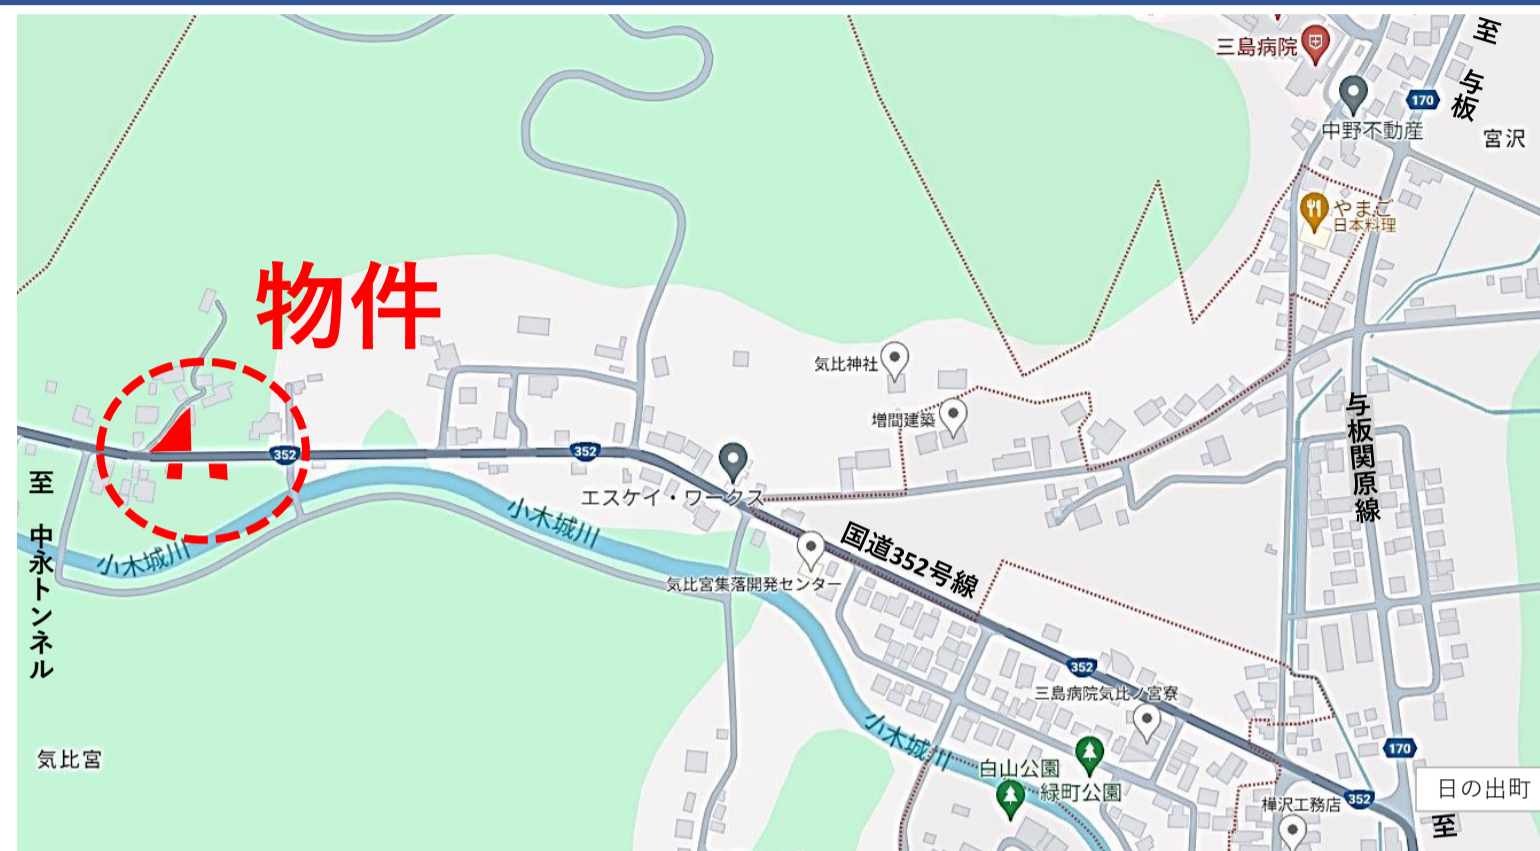 三島病院
至 与板
170
中野不動産
宮沢
やまご
日本料理
物件
気比神社
増間建築
与板関原線
352
352
至 中永トンネル
エスケイ・ワークス
小木城川
小木城川
国道352号線
気比宮集落開発センター
352
三島病院気比ノ宮寮
小木城川
気比宮
白山公園
緑町公園
170
日の出町
樺沢工務店
352
至